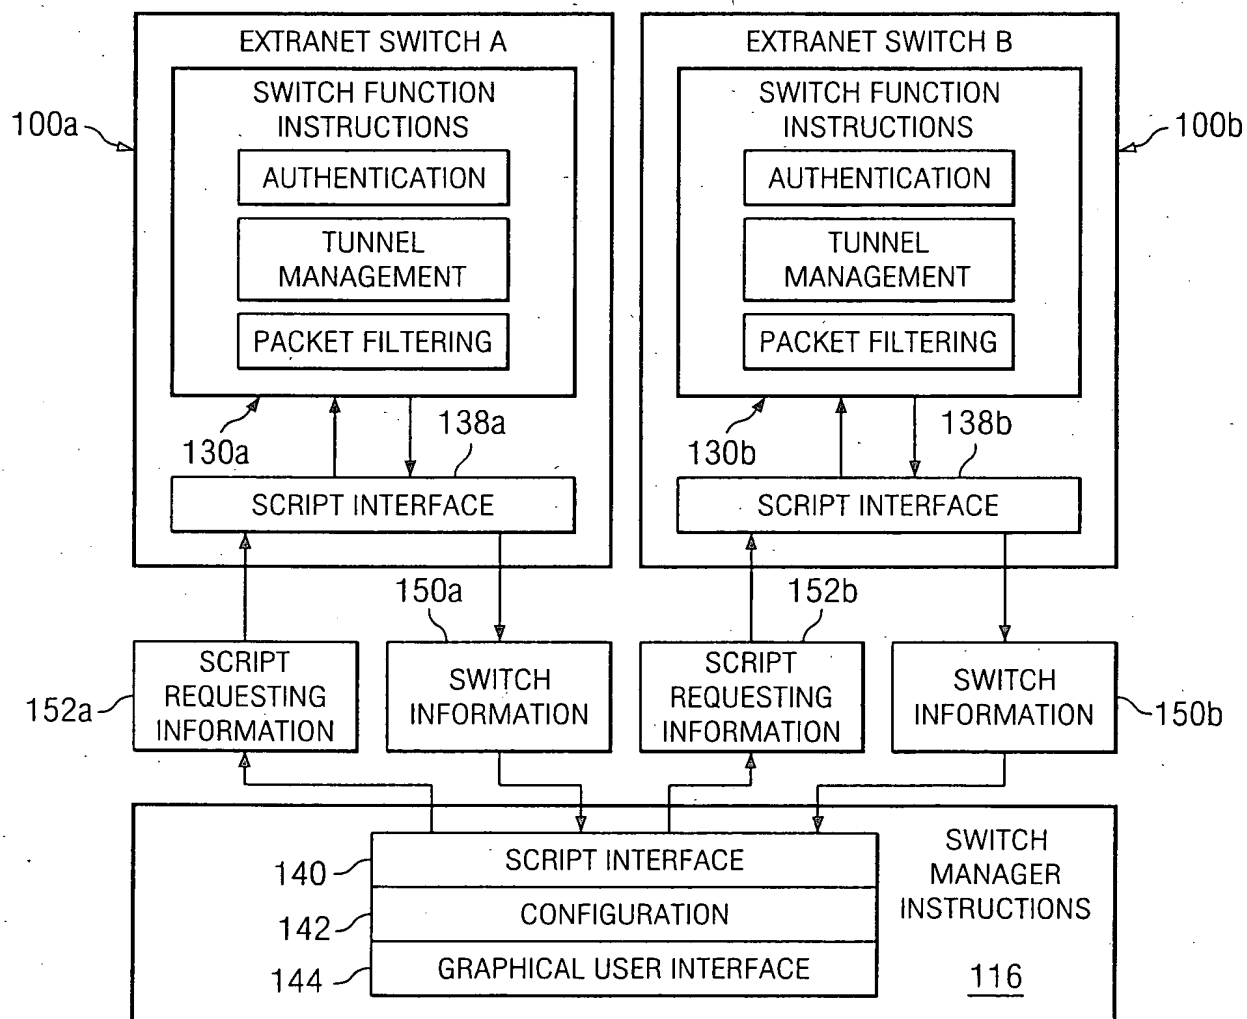 EXTRANET SWITCH A
SWITCH FUNCTION
INSTRUCTIONS
AUTHENTICATION
TUNNEL
MANAGEMENT
PACKET FILTERING
100a
130a
138a
SCRIPT INTERFACE
EXTRANET SWITCH B
SWITCH FUNCTION
INSTRUCTIONS
AUTHENTICATION
TUNNEL
MANAGEMENT
PACKET FILTERING
100b
130b
138b
SCRIPT INTERFACE
152a
SCRIPT
REQUESTING
INFORMATION
150a
SWITCH
INFORMATION
152b
SCRIPT
REQUESTING
INFORMATION
SWITCH
INFORMATION
150b
140
SCRIPT INTERFACE
142
CONFIGURATION
144
GRAPHICAL USER INTERFACE
SWITCH
MANAGER
INSTRUCTIONS
116